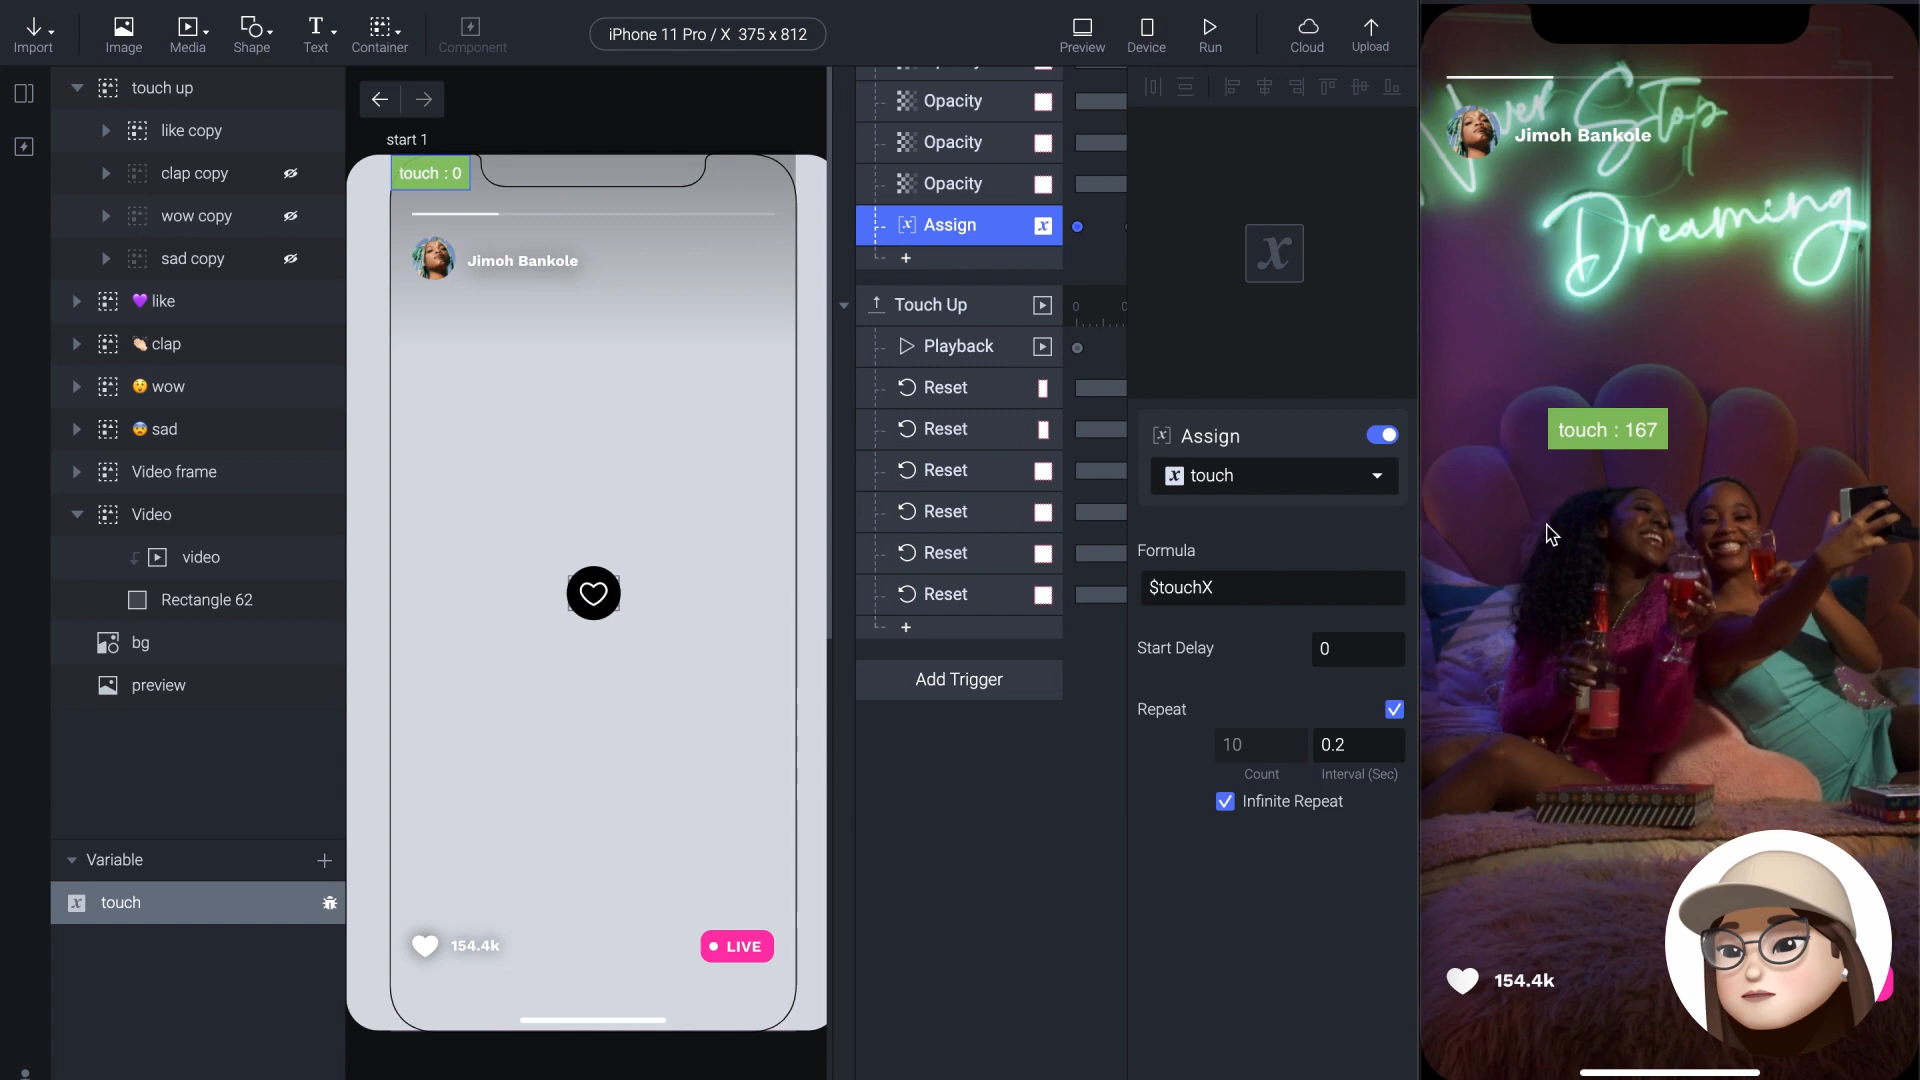 Import
Image
Media
Shape
Text
Container
Component
iPhone 11 Pro / X 375 x 812
Preview
Device
Run
Cloud
Upload
touch up
like copy
clap copy
wow copy
sad copy
💜 like
👏🏻 clap
😲 wow
😨 sad
Video frame
Video
video
Rectangle 62
bg
preview
Variable
touch
start 1
touch : 0
Jimoh Bankole
154.4k
LIVE
Opacity
Opacity
Opacity
Assign
+
Touch Up
0
Playback
Reset
Reset
Reset
Reset
Reset
Reset
+
Add Trigger
Assign
touch
Formula
$touchX
Start Delay
0
Repeat
10
0.2
Count
Interval (Sec)
Infinite Repeat
Never Stop
Dreaming
Jimoh Bankole
touch : 167
154.4k